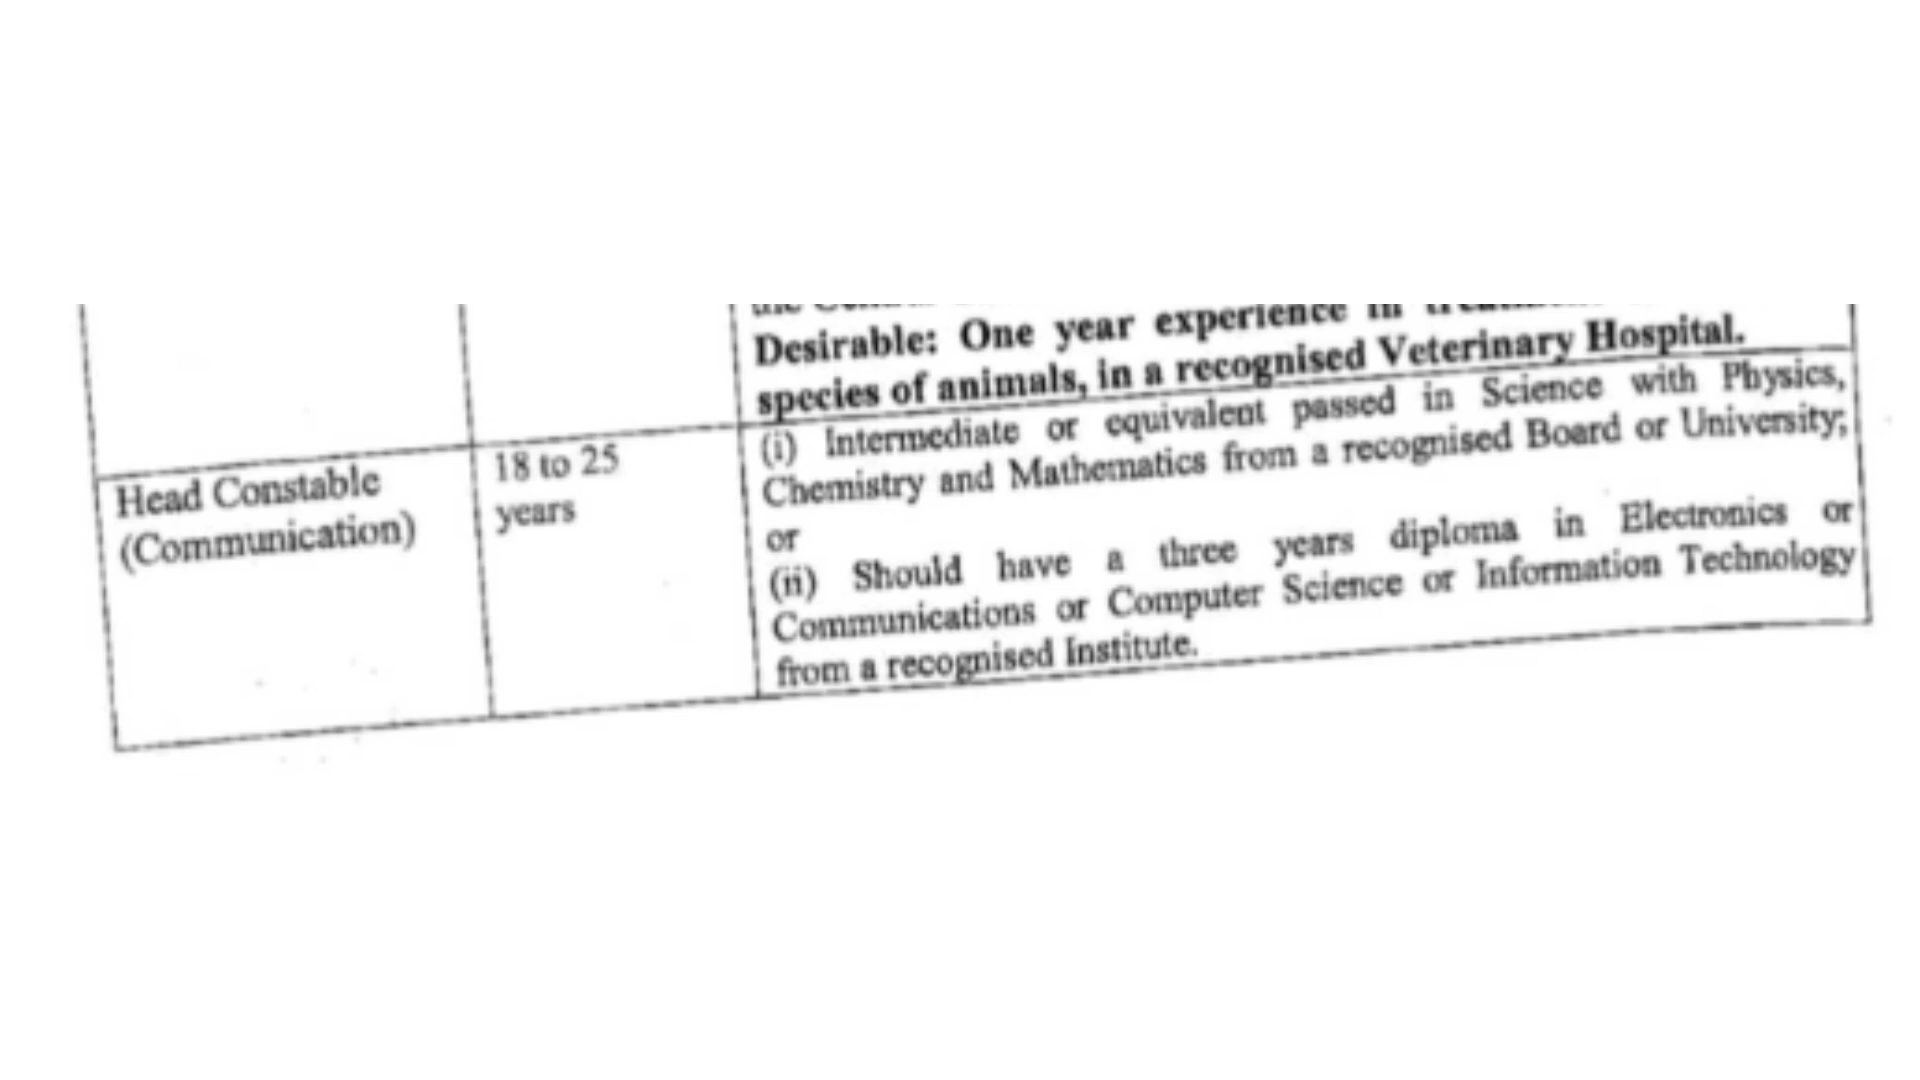 Desirable: One year experience in
species of animals, in a recognised Veterinary Hospital.
Head Constable
(Communication)
18 to 25
years
(i) Intermediate or equivalent passed in Science with Physics,
Chemistry and Mathematics from a recognised Board or University;
or
(ii) Should have a three years diploma in Electronics or
Communications or Computer Science or Information Technology
from a recognised Institute.